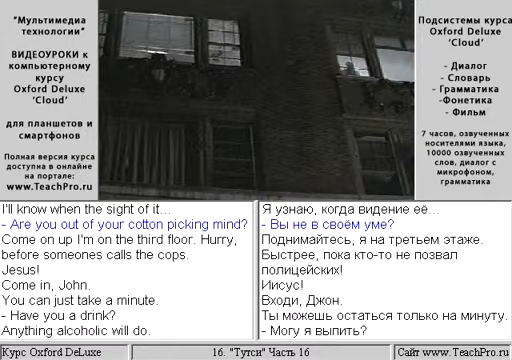 "Мультимедиа
технологии"
ВИДЕОУРОКИ к
компьютерному
курсу
Oxford Deluxe
'Cloud'
для планшетов и
смартфонов
Полная версия курса
доступна в онлайне
на портале:
www.TeachPro.ru
Подсистемы курса
Oxford Deluxe
'Cloud'
- Диалог
- Словарь
- Грамматика
-Фонетика
- Фильм
7 часов, озвученных
носителями языка,
10000 озвученных
слов, диалог с
микрофоном,
грамматика
I'll know when the sight of it...
- Are you out of your cotton picking mind?
Come on up I'm on the third floor. Hurry,
before someones calls the cops.
Jesus!
Come in, John.
You can just take a minute.
- Have you a drink?
Anything alcoholic will do.
Я узнаю, когда видение её...
- Вы не в своём уме?
Поднимайтесь, я на третьем этаже.
Быстрее, пока кто-то не позвал
полицейских!
Иисус!
Входи, Джон.
Ты можешь остаться только на минуту.
- Могу я выпить?
Курс Oxford DeLuxe
16. "Тутси" Часть 16
Сайт www.TeachPro.ru